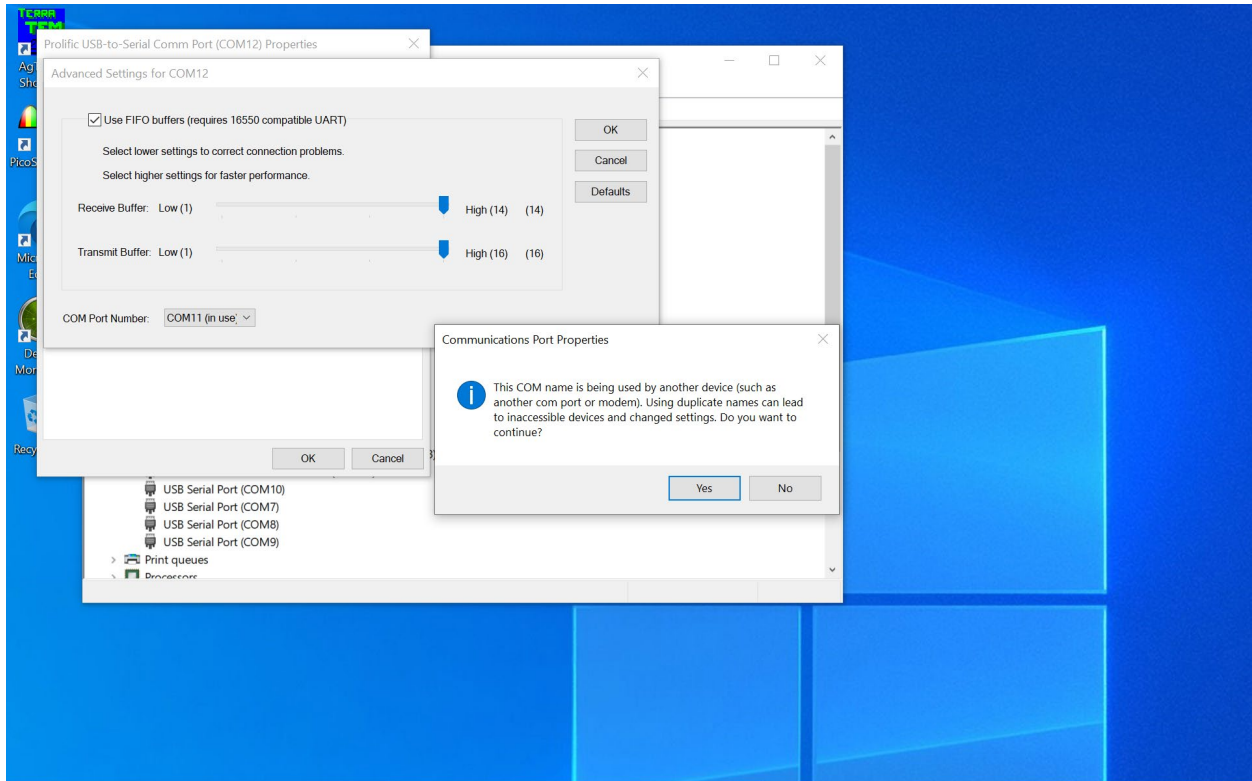 TERRA
TEM
Prolific USB-to-Serial Comm Port (COM12) Properties
Advanced Settings for COM12
Use FIFO buffers (requires 16550 compatible UART)
Select lower settings to correct connection problems.
Select higher settings for faster performance.
Receive Buffer: Low (1) High (14) (14)
Transmit Buffer: Low (1) High (16) (16)
COM Port Number: COM11 (in use)
OK
Cancel
Defaults
Communications Port Properties
This COM name is being used by another device (such as
another com port or modem). Using duplicate names can lead
to inaccessible devices and changed settings. Do you want to
continue?
Yes No
OK Cancel
USB Serial Port (COM10)
USB Serial Port (COM7)
USB Serial Port (COM8)
USB Serial Port (COM9)
Print queues
Processors